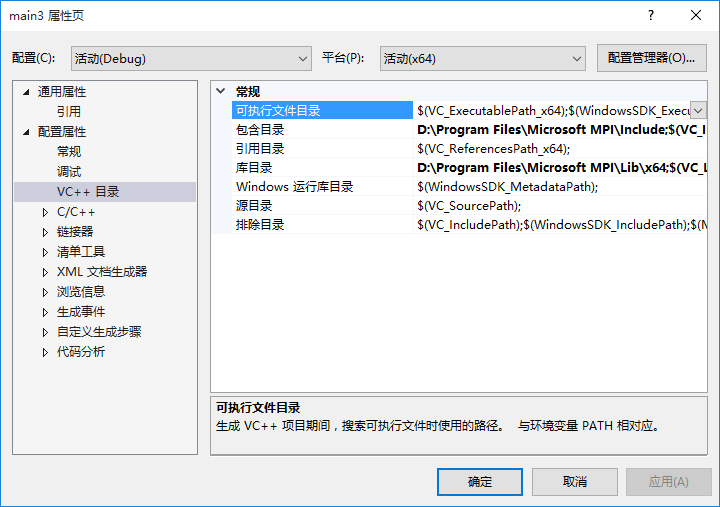 main3 属性页
配置(C): 活动(Debug) 平台(P): 活动(x64) 配置管理器(O)...
通用属性
引用
配置属性
常规
调试
VC++ 目录
C/C++
链接器
清单工具
XML 文档生成器
浏览信息
生成事件
自定义生成步骤
代码分析
常规
可执行文件目录 $(VC_ExecutablePath_x64);$(WindowsSDK_Execu
包含目录 D:\Program Files\Microsoft MPI\Include;$(VC_I
引用目录 $(VC_ReferencesPath_x64);
库目录 D:\Program Files\Microsoft MPI\Lib\x64;$(VC_L
Windows 运行库目录 $(WindowsSDK_MetadataPath);
源目录 $(VC_SourcePath);
排除目录 $(VC_IncludePath);$(WindowsSDK_IncludePath);$(M
可执行文件目录
生成 VC++ 项目期间，搜索可执行文件时使用的路径。 与环境变量 PATH 相对应。
确定 取消 应用(A)